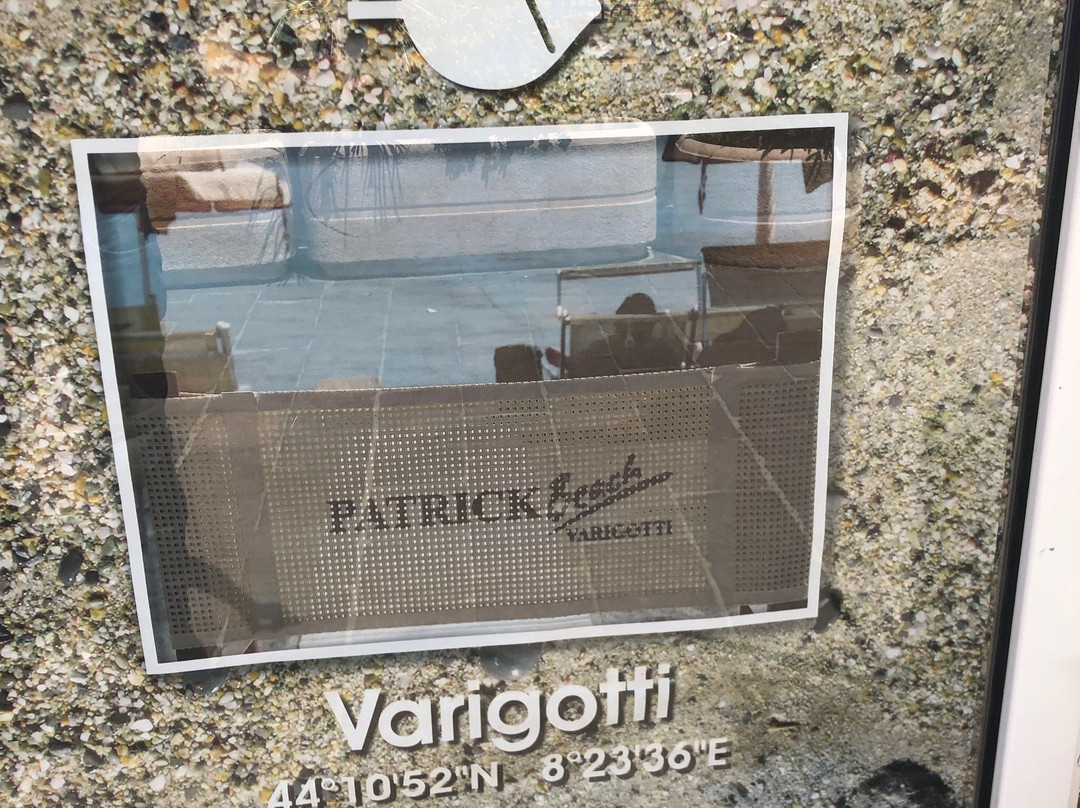 PATRICK Beach
VARIGOTTI
Varigotti
44°10'52"N 8°23'36"E